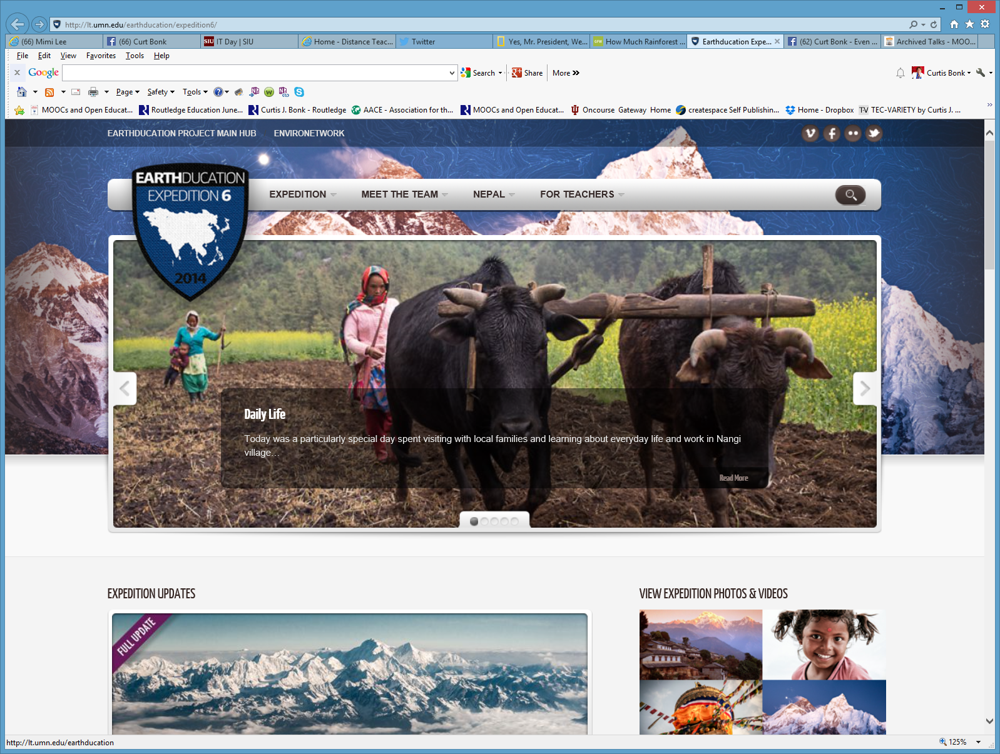 http://lt.umn.edu/earthducation/expedition6/
(66) Mimi Lee
(66) Curt Bonk
SIU IT Day | SIU
Home - Distance Teac...
Twitter
Yes, Mr. President, We...
GFW How Much Rainforest ...
Earthducation Expe...
(62) Curt Bonk - Even ...
Archived Talks - MOO...
File Edit View Favorites Tools Help
x Google Search Share More »
Curtis Bonk
Page Safety Tools
MOOCs and Open Educat...
Routledge Education June...
Curtis J. Bonk - Routledge
AACE - Association for th...
MOOCs and Open Educat...
Oncourse
Gateway
Home
createspace Self Publishin...
Home - Dropbox
TV TEC-VARIETY by Curtis J. ...
EARTHDUCATION PROJECT MAIN HUB
ENVIRONETWORK
EARTHDUCATION
EXPEDITION 6
2014
EXPEDITION
MEET THE TEAM
NEPAL
FOR TEACHERS
Daily Life
Today was a particularly special day spent visiting with local families and learning about everyday life and work in Nangi
village...
Read More
EXPEDITION UPDATES
FULL UPDATE
VIEW EXPEDITION PHOTOS & VIDEOS
http://lt.umn.edu/earthducation
125%